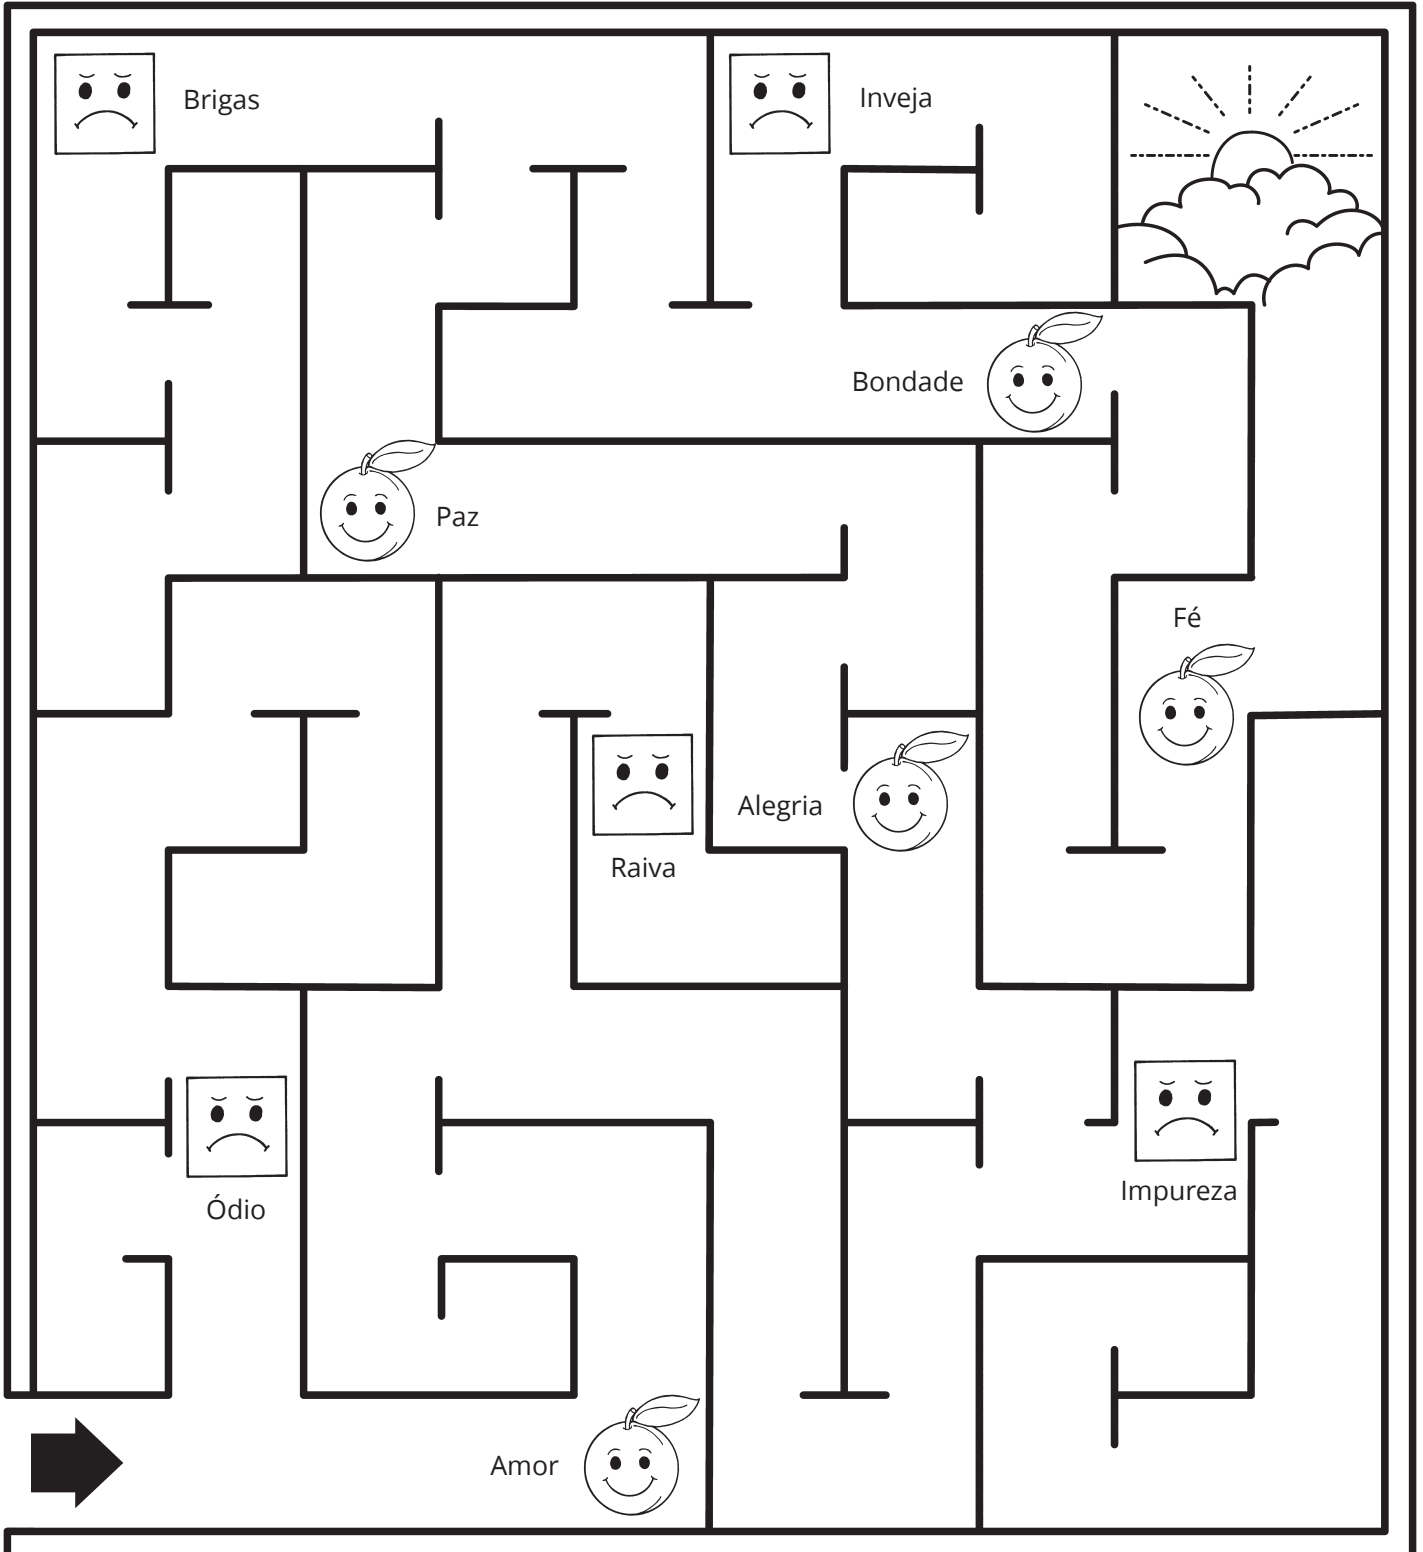 Brigas
Inveja
Bondade
Paz
Fé
Alegria
Raiva
Impureza
Ódio
Amor